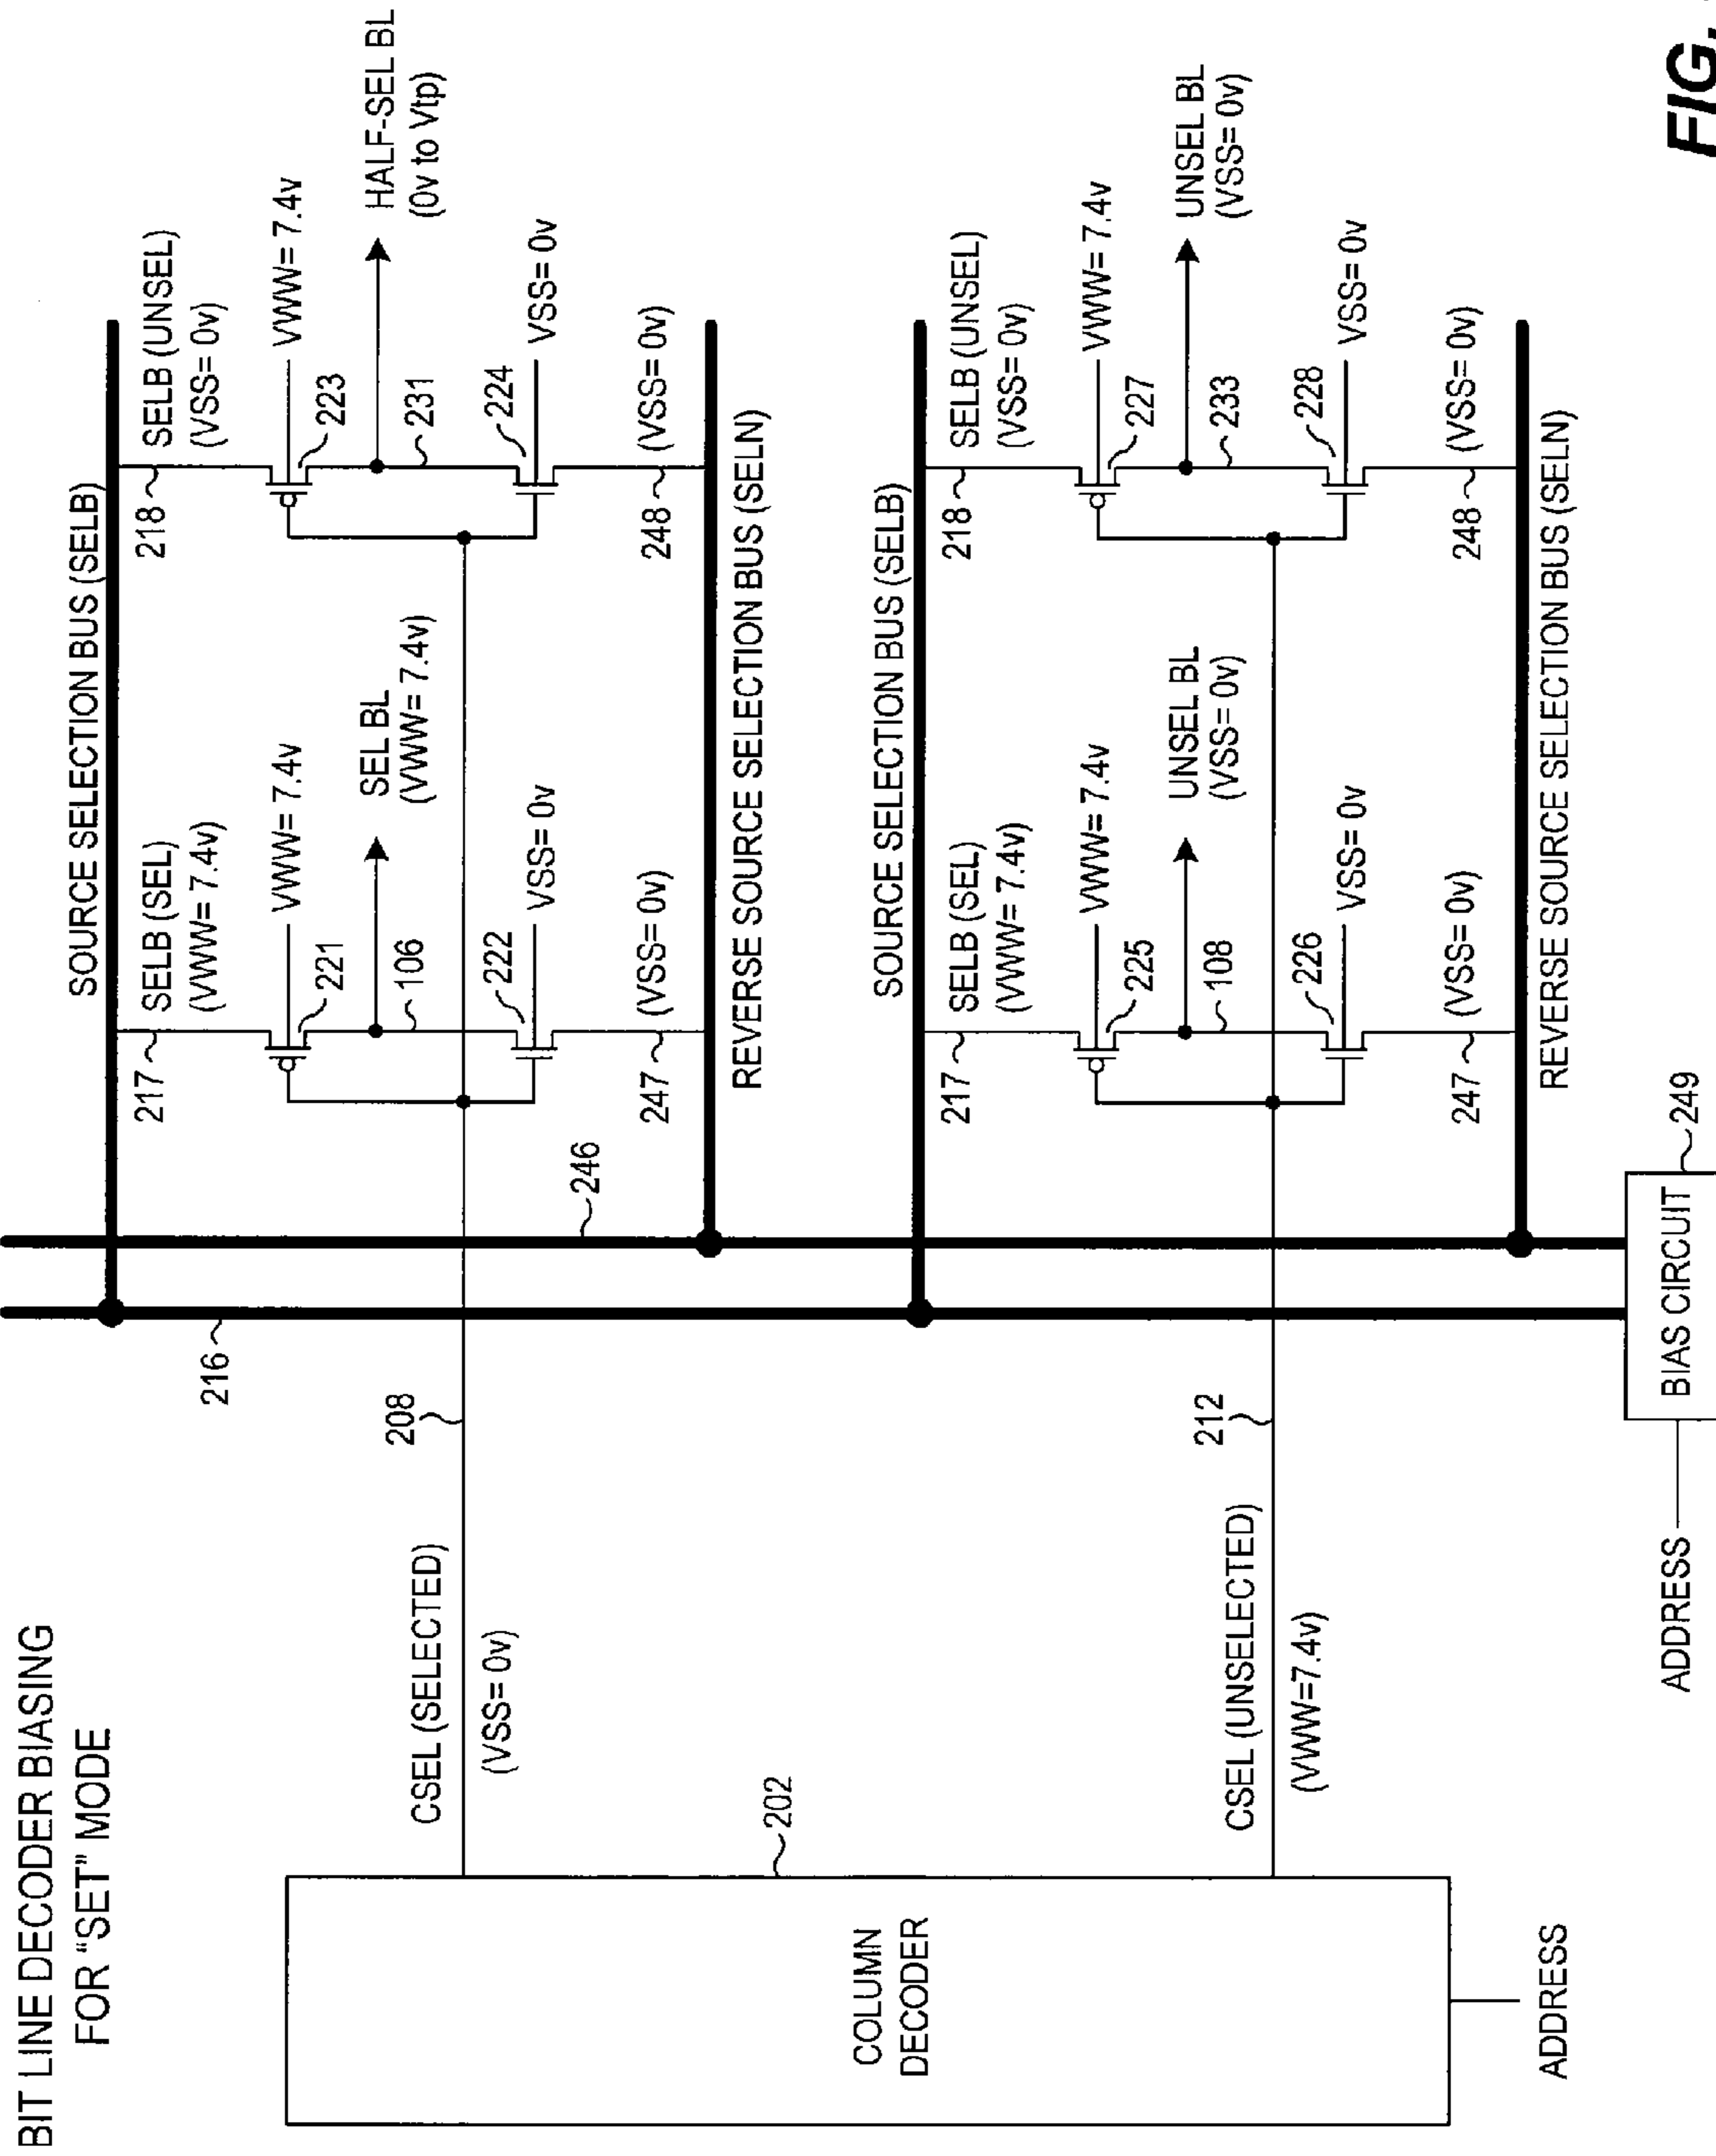 BIT LINE DECODER BIASING
FOR "SET" MODE
SOURCE SELECTION BUS (SELB)
217
SELB (SEL)
(VWW= 7.4v)
218
SELB (UNSEL)
(VSS= 0v)
VWW= 7.4v
221
VWW= 7.4v
223
SEL BL
(VWW= 7.4v)
106
HALF-SEL BL
(0v to Vtp)
231
216
208
CSEL (SELECTED)
(VSS= 0v)
222
VSS= 0v
224
VSS= 0v
246
247
(VSS= 0v)
248
(VSS= 0v)
REVERSE SOURCE SELECTION BUS (SELN)
202
COLUMN
DECODER
SOURCE SELECTION BUS (SELB)
217
SELB (SEL)
(VWW= 7.4v)
218
SELB (UNSEL)
(VSS= 0v)
VWW= 7.4v
225
VWW= 7.4v
227
UNSEL BL
(VSS= 0v)
108
UNSEL BL
(VSS= 0v)
233
212
CSEL (UNSELECTED)
(VWW=7.4v)
226
VSS= 0v
228
VSS= 0v
247
(VSS= 0v)
248
(VSS= 0v)
REVERSE SOURCE SELECTION BUS (SELN)
ADDRESS
ADDRESS
BIAS CIRCUIT
249
FIG.